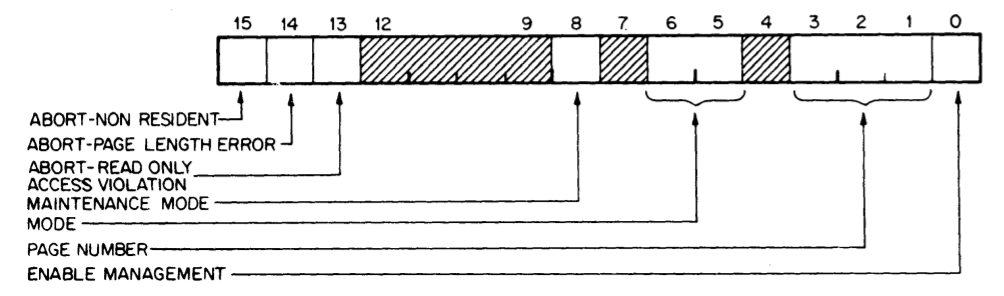 15 14 13 12 9 8 7 6 5 4 3 2 1 0
ABORT-NON RESIDENT
ABORT-PAGE LENGTH ERROR
ABORT-READ ONLY
ACCESS VIOLATION
MAINTENANCE MODE
MODE
PAGE NUMBER
ENABLE MANAGEMENT